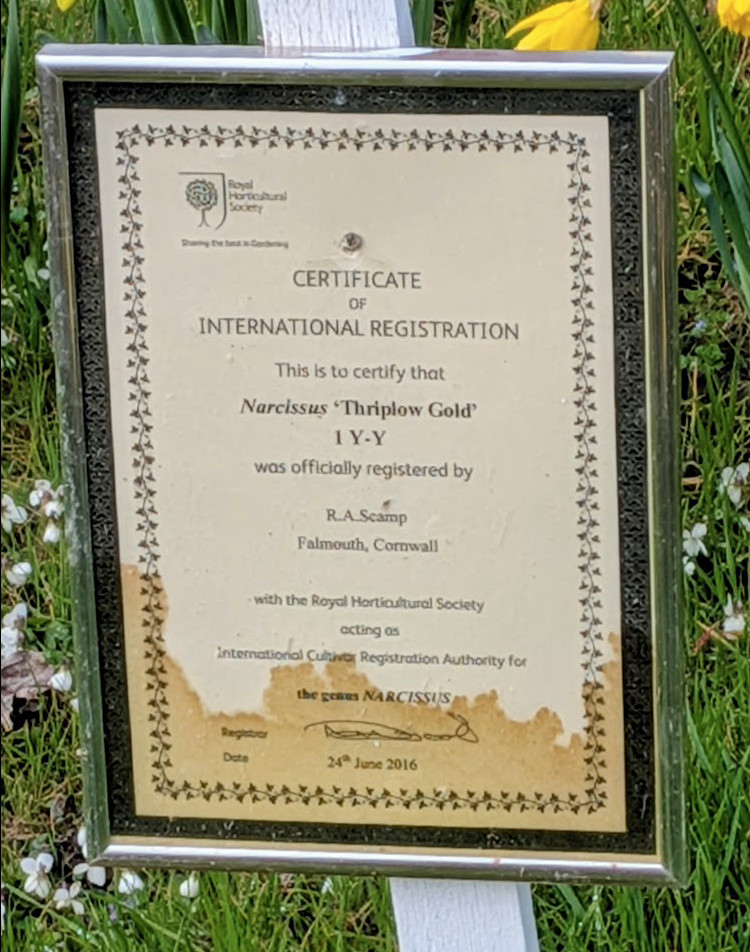 Royal
Horticultural
Society
Sharing the best in Gardening
CERTIFICATE
OF
INTERNATIONAL REGISTRATION
This is to certify that
Narcissus ‘Thriplow Gold’
1 Y-Y
was officially registered by
R.A.Scamp
Falmouth, Cornwall
with the Royal Horticultural Society
acting as
International Cultivar Registration Authority for
the genus NARCISSUS
Registrar
Date 24th June 2016